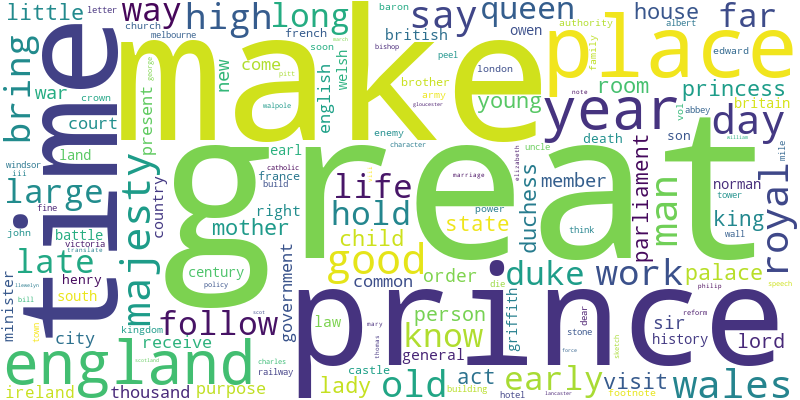 little
letter
way
high
long
baron
say
queen
house
authority
albert
far
church
french
british
owen
edward
melbourne
soon
peel
family
time
make
place
bring
war
crown
george
new
come
welsh
english
pitt
london
brother
army
bishop
young
room
princess
britain
vol
court
present
walpole
gloucester
note
year
abbey
day
land
majesty
country
enemy
character
death
son
william
windsor
iii
earl
elizabeth
uncle
mile
large
fine
france
catholic
build
great
life
marriage
think
duchess
member
parliament
man
norman
tower
king
royal
john
battle
victoria
translate
right
hold
power
state
wall
late
mother
child
century
policy
good
die
llewelyn
henry
bill
south
minister
government
order
common
duke
work
palace
philip
speech
town
city
kingdom
scot
follow
prince
law
person
griffith
stone
dear
sir
reform
receive
mary
know
history
lord
england
scotland
charles
railway
thomas
general
castle
force
sketch
ireland
thousand
purpose
lady
old
act
early
visit
wales
hotel
building
lancaster
footnote
march